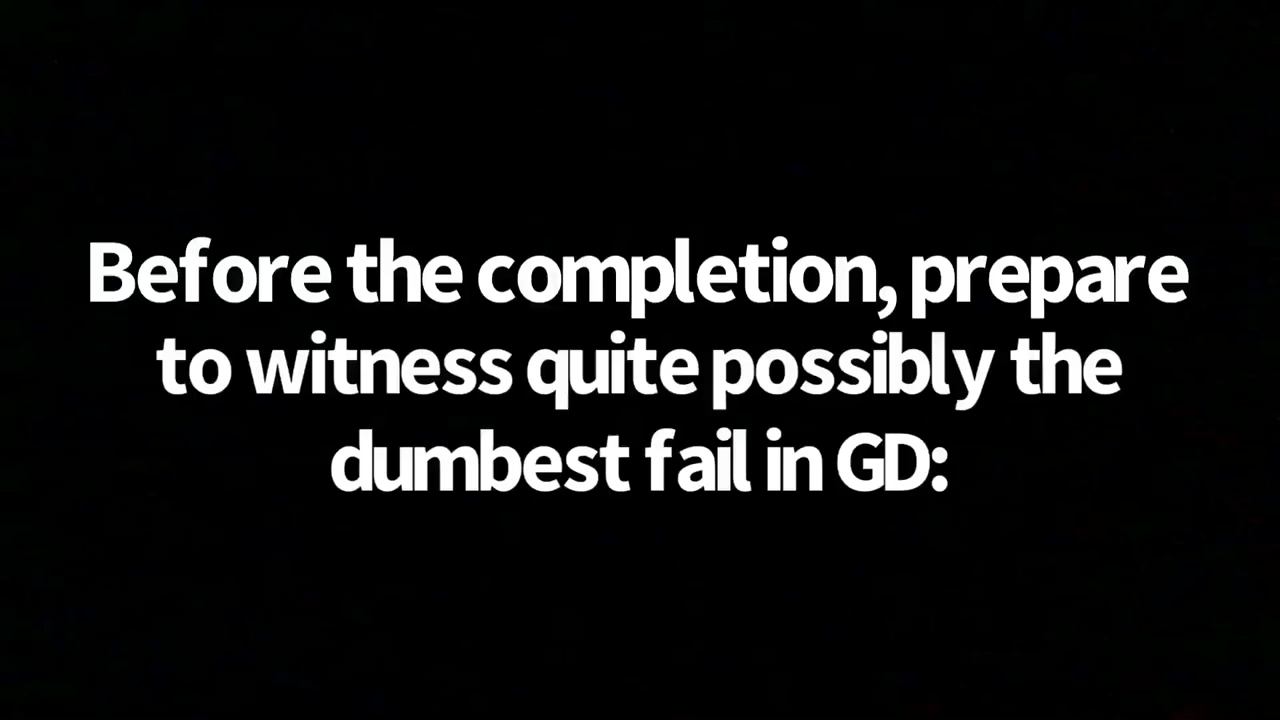 Before the completion, prepare
to witness quite possibly the
dumbest fail in GD: